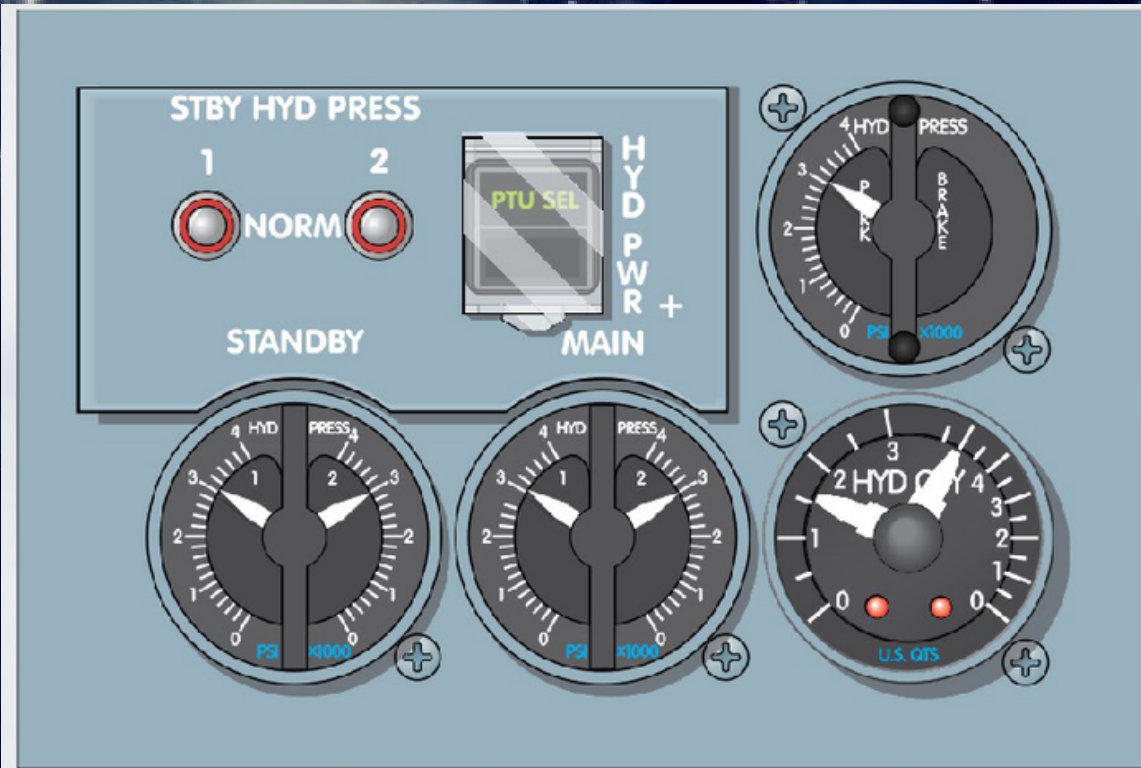 STBY HYD PRESS
1 2
NORM
PTU SEL
HYD PWR
+
STANDBY
MAIN
HYD PRESS
4
3
2
1
0
PARK
BRAKE
PSI ×1000
HYD PRESS
1 2
4 4
3 3
2 2
1 1
0 0
PSI ×1000
HYD PRESS
1 2
4 4
3 3
2 2
1 1
0 0
PSI ×1000
3
2 HYD QTY 4
3
1 2
1
0 0
U.S. QTS